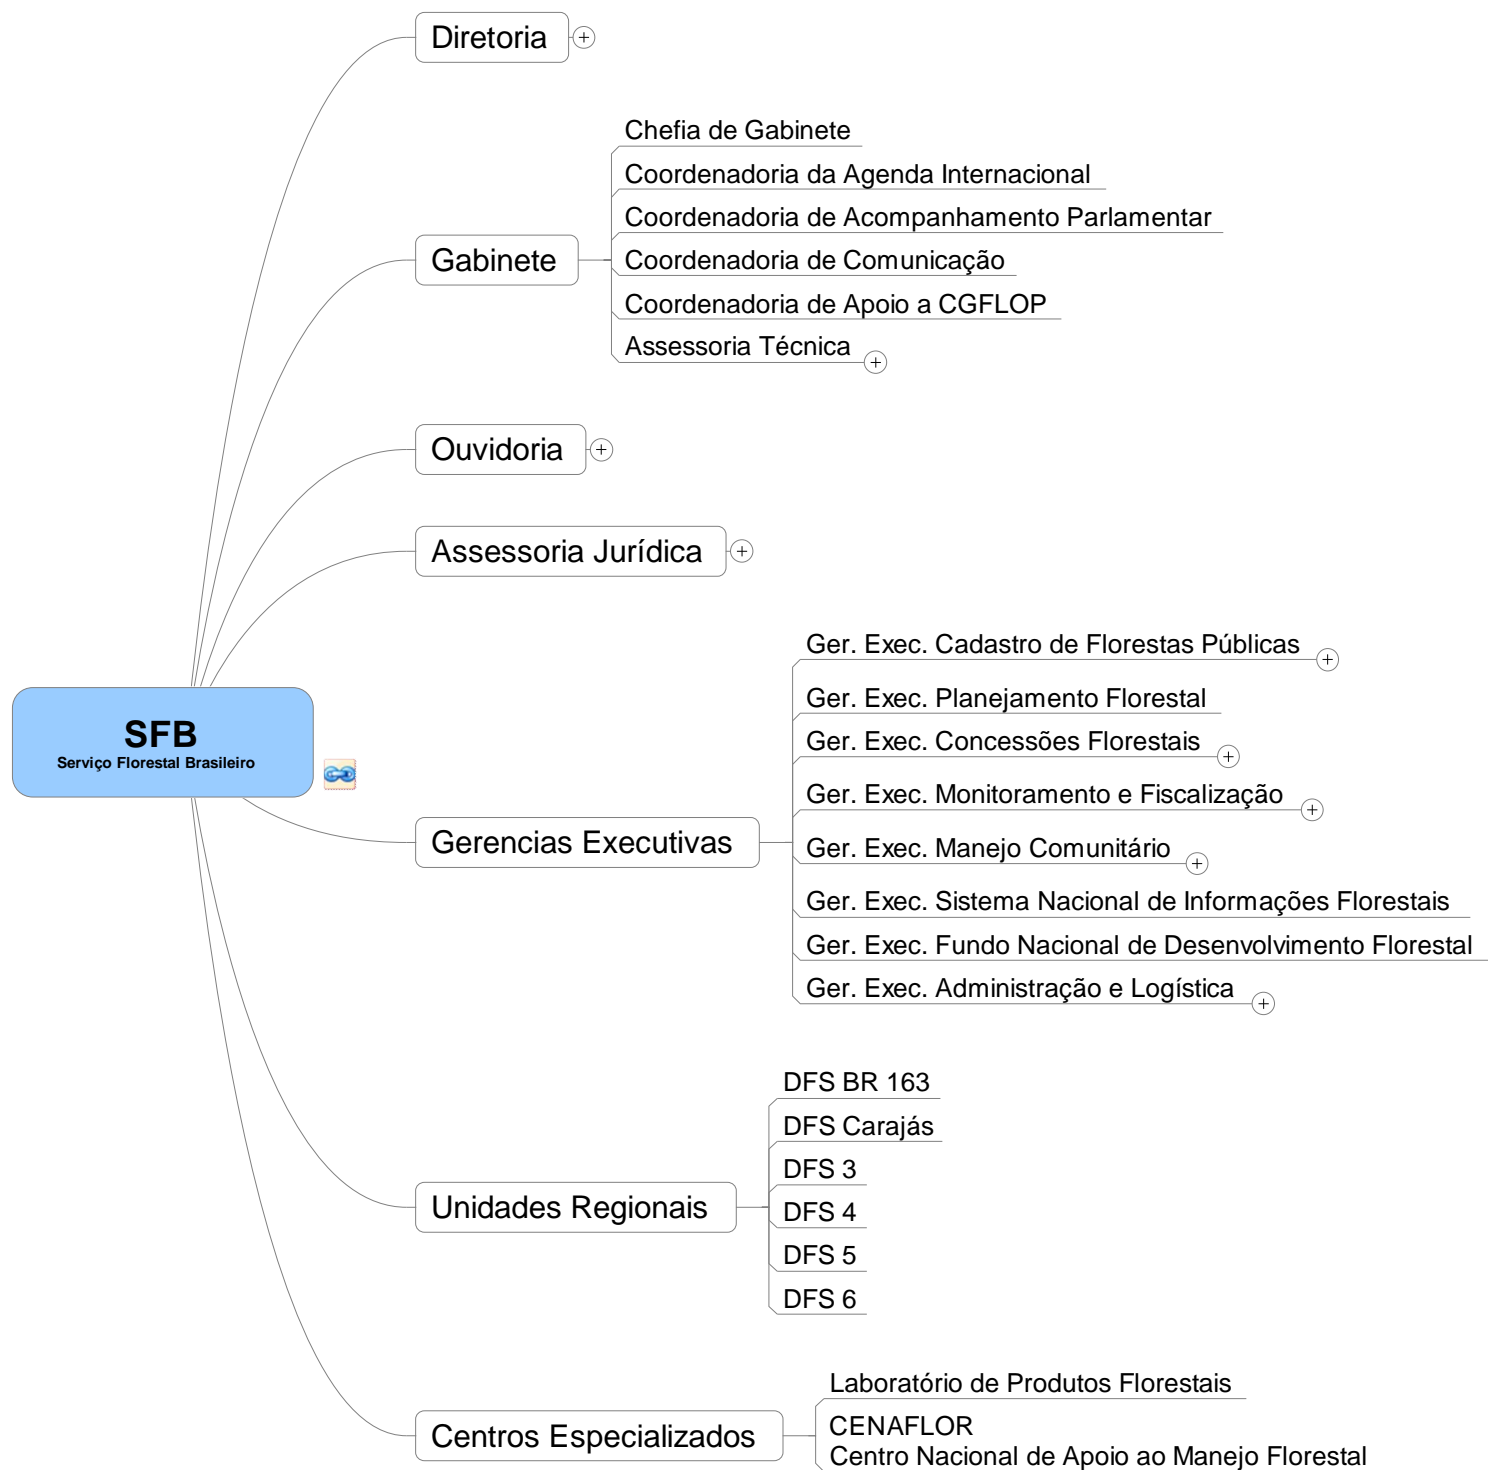 Diretoria
Chefia de Gabinete
Coordenadoria da Agenda Internacional
Coordenadoria de Acompanhamento Parlamentar
Gabinete
Coordenadoria de Comunicação
Coordenadoria de Apoio a CGFLOP
Assessoria Técnica
Ouvidoria
Assessoria Jurídica
SFB
Serviço Florestal Brasileiro
Ger. Exec. Cadastro de Florestas Públicas
Ger. Exec. Planejamento Florestal
Ger. Exec. Concessões Florestais
Ger. Exec. Monitoramento e Fiscalização
Gerencias Executivas
Ger. Exec. Manejo Comunitário
Ger. Exec. Sistema Nacional de Informações Florestais
Ger. Exec. Fundo Nacional de Desenvolvimento Florestal
Ger. Exec. Administração e Logística
DFS BR 163
DFS Carajás
DFS 3
Unidades Regionais
DFS 4
DFS 5
DFS 6
Laboratório de Produtos Florestais
Centros Especializados
CENAFLOR
Centro Nacional de Apoio ao Manejo Florestal